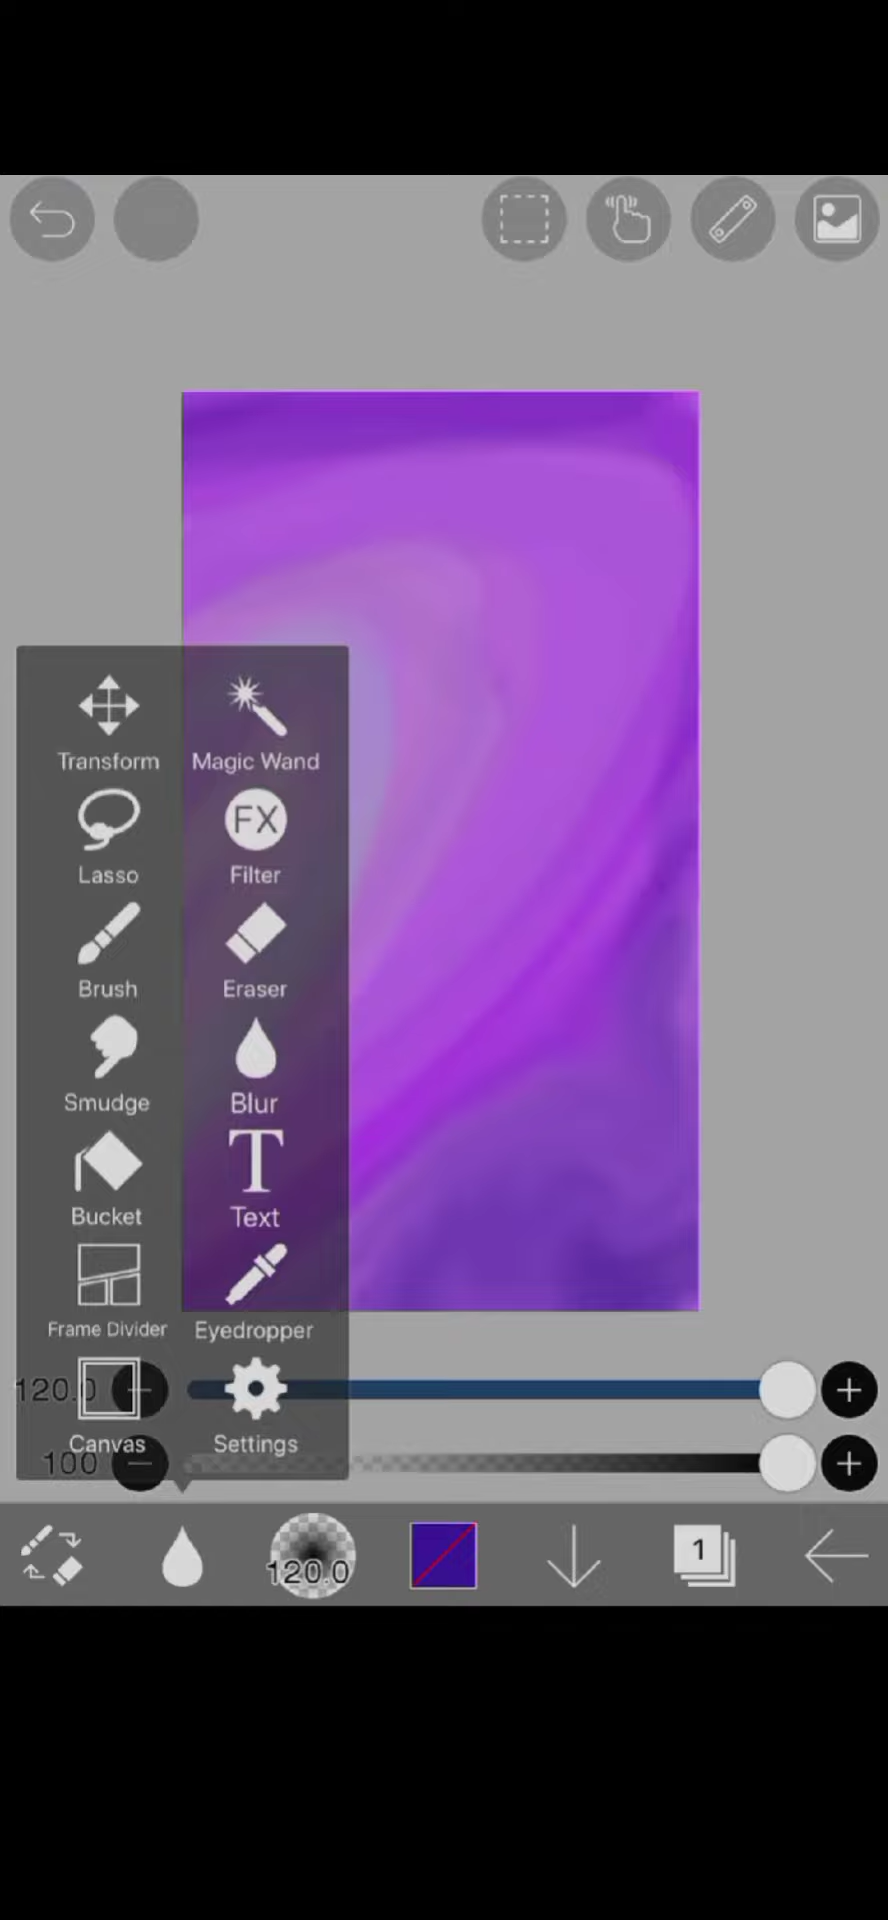 Transform Magic Wand
FX
Lasso Filter
Brush Eraser
Smudge Blur
T
Bucket Text
Frame Divider Eyedropper
120.0
Canvas Settings
100
120.0
1